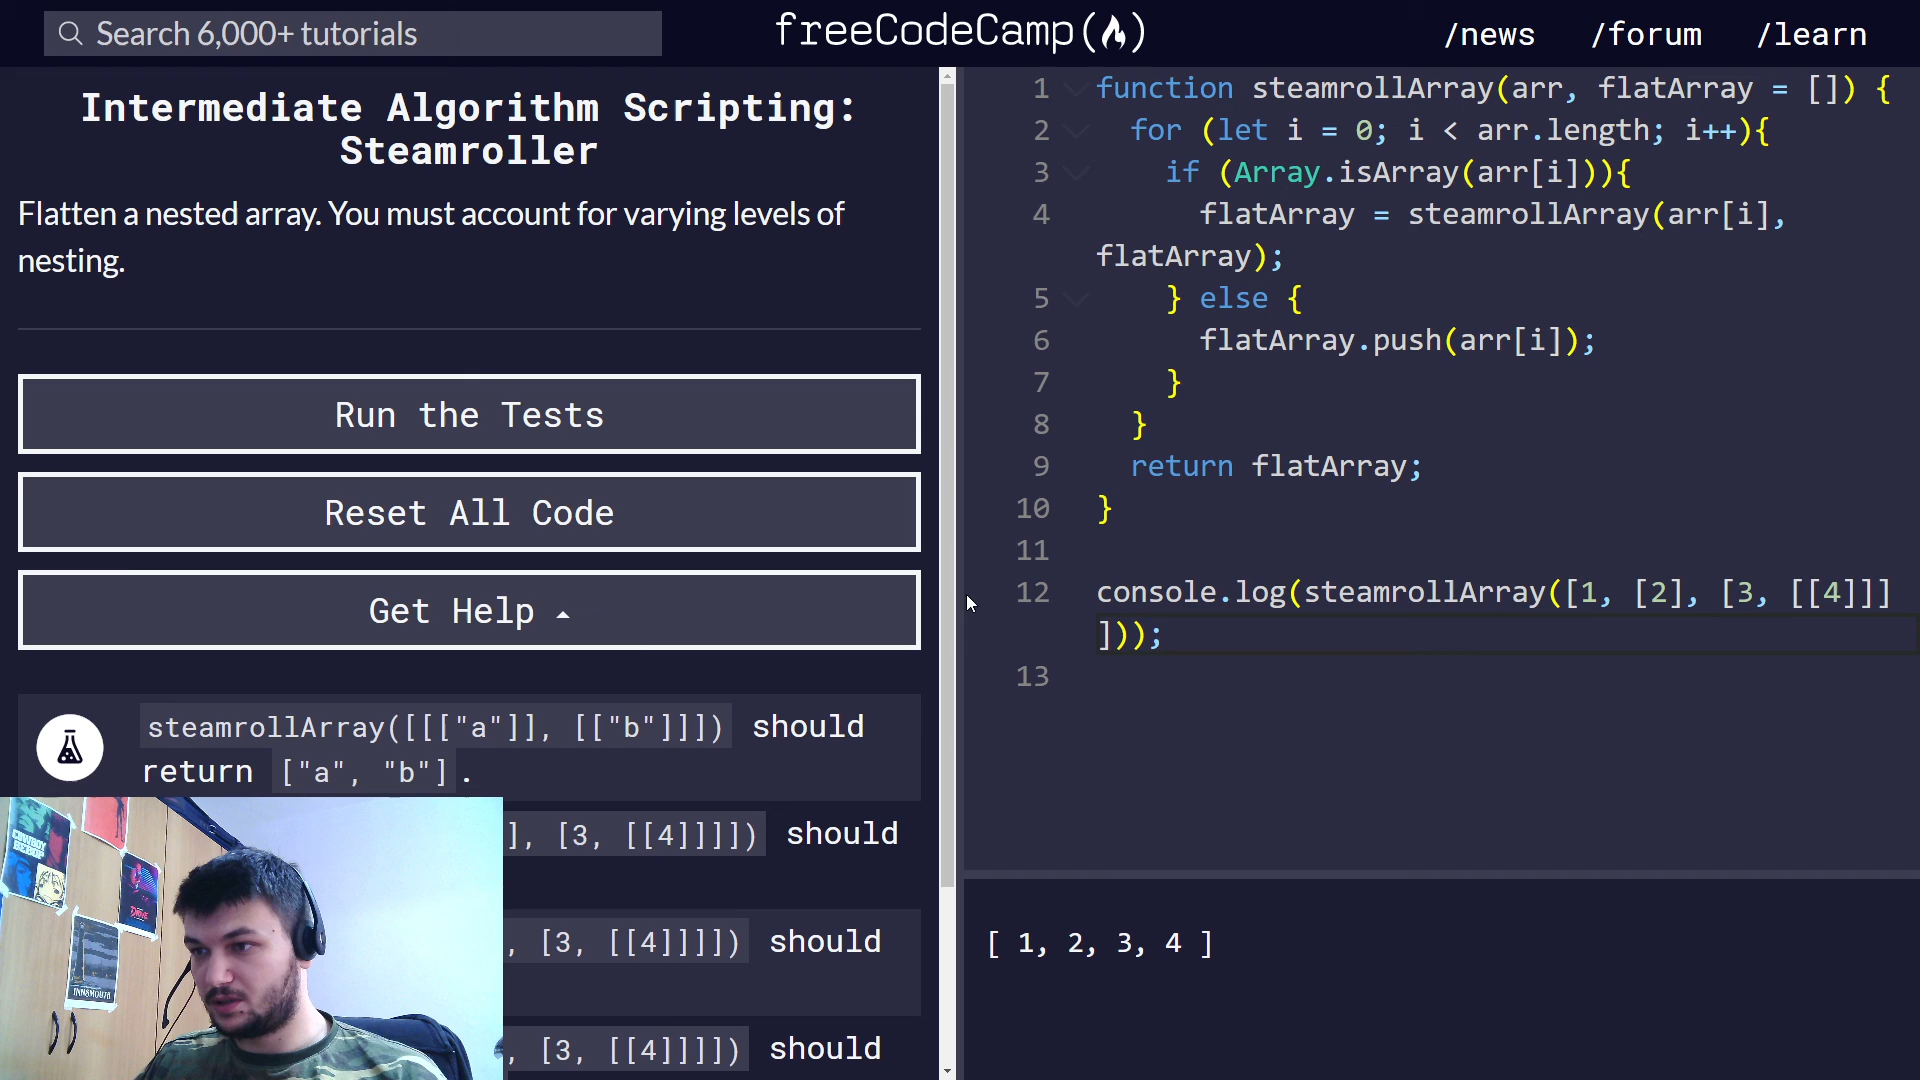 Search 6,000+ tutorials
freeCodeCamp
/news /forum /learn
Intermediate Algorithm Scripting:
Steamroller
Flatten a nested array. You must account for varying levels of
nesting.
Run the Tests
Reset All Code
Get Help
steamrollArray([[["a"]], [["b"]]]) should
return ["a", "b"].
], [3, [[4]]]]) should
, [3, [[4]]]]) should
, [3, [[4]]]]) should
COWBOY
BEBOP
DRIVE
INNSMOUTH
1 function steamrollArray(arr, flatArray = []) {
2 for (let i = 0; i < arr.length; i++){
3 if (Array.isArray(arr[i])){
4 flatArray = steamrollArray(arr[i],
flatArray);
5 } else {
6 flatArray.push(arr[i]);
7 }
8 }
9 return flatArray;
10 }
11
12 console.log(steamrollArray([1, [2], [3, [[4]]]
]));
13
[ 1, 2, 3, 4 ]